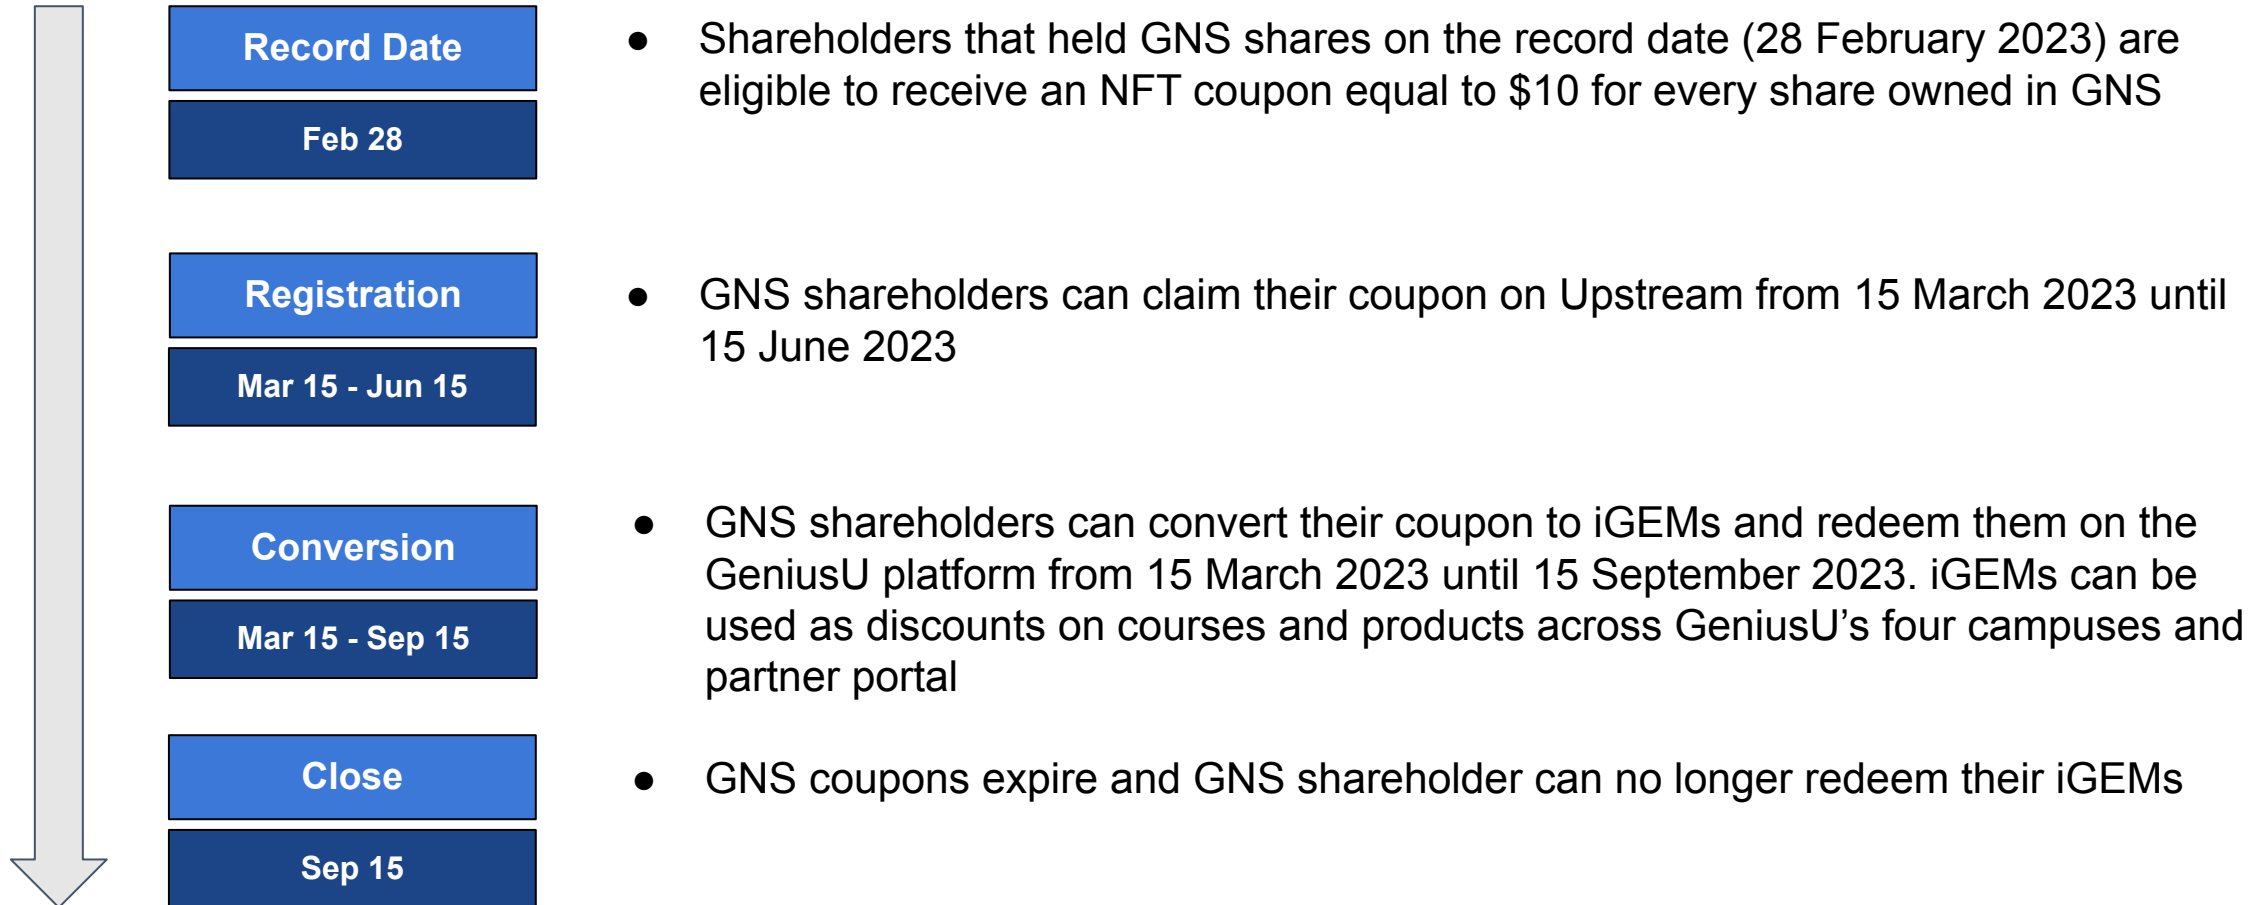 Record Date
Feb 28
● Shareholders that held GNS shares on the record date (28 February 2023) are
eligible to receive an NFT coupon equal to $10 for every share owned in GNS
Registration
Mar 15 - Jun 15
● GNS shareholders can claim their coupon on Upstream from 15 March 2023 until
15 June 2023
Conversion
Mar 15 - Sep 15
● GNS shareholders can convert their coupon to iGEMs and redeem them on the
GeniusU platform from 15 March 2023 until 15 September 2023. iGEMs can be
used as discounts on courses and products across GeniusU’s four campuses and
partner portal
Close
Sep 15
● GNS coupons expire and GNS shareholder can no longer redeem their iGEMs